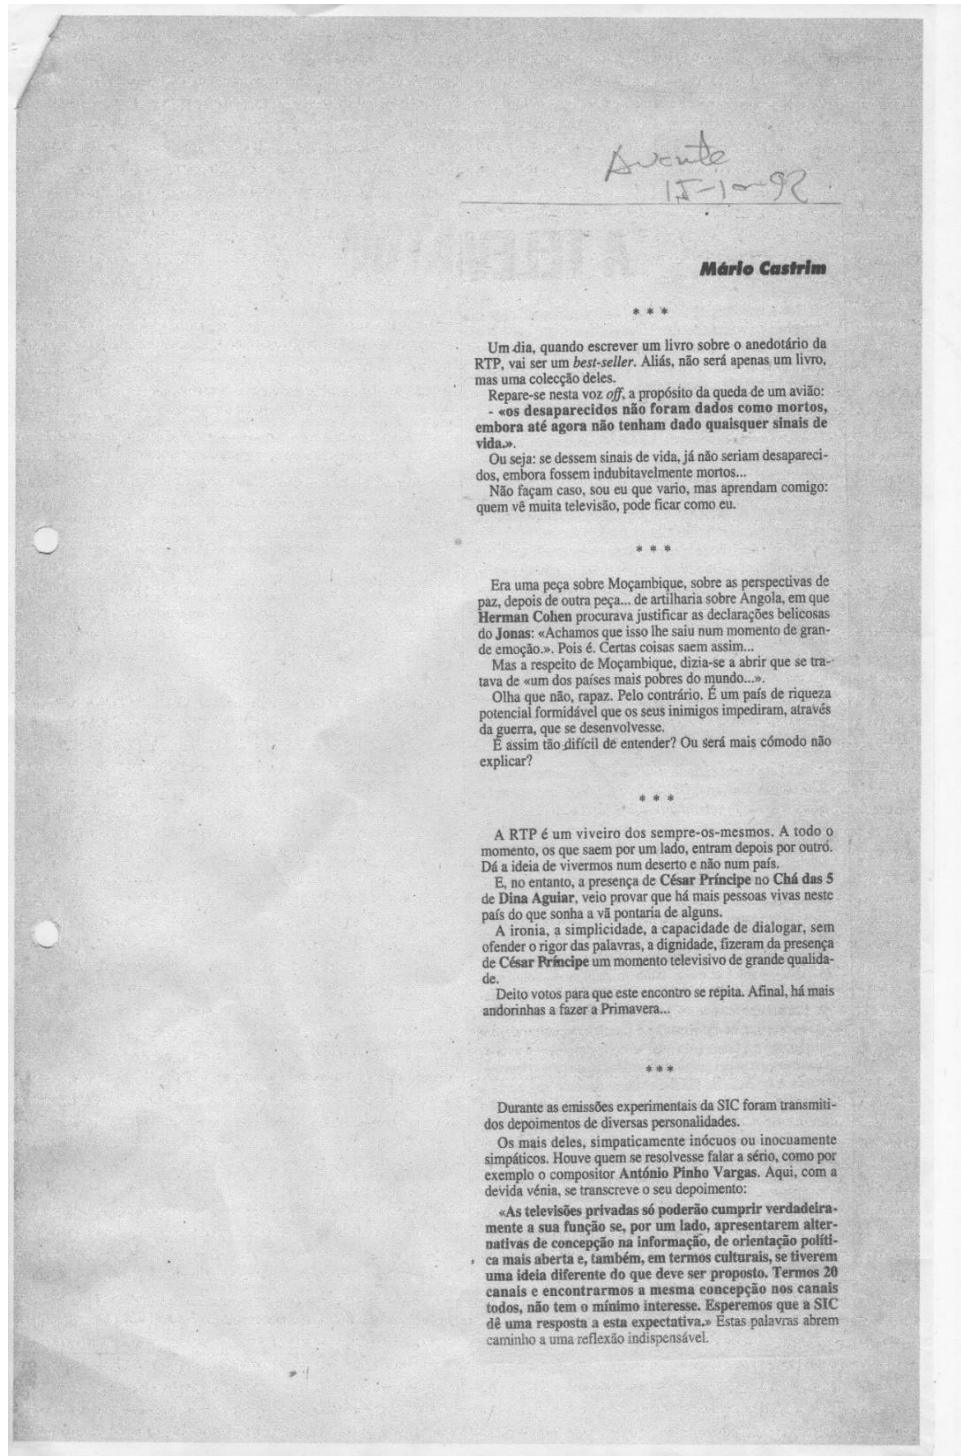 Avante
15-10-92
Mário Castrim
* * *
Um dia, quando escrever um livro sobre o anedotário da
RTP, vai ser um best-seller. Aliás, não será apenas um livro,
mas uma colecção deles.
Repare-se nesta voz off, a propósito da queda de um avião:
- «os desaparecidos não foram dados como mortos,
embora até agora não tenham dado quaisquer sinais de
vida.».
Ou seja: se dessem sinais de vida, já não seriam desapareci-
dos, embora fossem indubitavelmente mortos...
Não façam caso, sou eu que vario, mas aprendam comigo:
quem vê muita televisão, pode ficar como eu.
* * *
Era uma peça sobre Moçambique, sobre as perspectivas de
paz, depois de outra peça... de artilharia sobre Angola, em que
Herman Cohen procurava justificar as declarações belicosas
do Jonas: «Achamos que isso lhe saiu num momento de gran-
de emoção.». Pois é. Certas coisas saem assim...
Mas a respeito de Moçambique, dizia-se a abrir que se tra-
tava de «um dos países mais pobres do mundo...».
Olha que não, rapaz. Pelo contrário. É um país de riqueza
potencial formidável que os seus inimigos impediram, através
da guerra, que se desenvolvesse.
É assim tão difícil de entender? Ou será mais cómodo não
explicar?
* * *
A RTP é um viveiro dos sempre-os-mesmos. A todo o
momento, os que saem por um lado, entram depois por outro.
Dá a ideia de vivermos num deserto e não num país.
E, no entanto, a presença de César Príncipe no Chá das 5
de Dina Aguiar, veio provar que há mais pessoas vivas neste
país do que sonha a vã pontaria de alguns.
A ironia, a simplicidade, a capacidade de dialogar, sem
ofender o rigor das palavras, a dignidade, fizeram da presença
de César Príncipe um momento televisivo de grande qualida-
de.
Deito votos para que este encontro se repita. Afinal, há mais
andorinhas a fazer a Primavera...
* * *
Durante as emissões experimentais da SIC foram transmiti-
dos depoimentos de diversas personalidades.
Os mais deles, simpaticamente inócuos ou inocuamente
simpáticos. Houve quem se resolvesse falar a sério, como por
exemplo o compositor António Pinho Vargas. Aqui, com a
devida vénia, se transcreve o seu depoimento:
«As televisões privadas só poderão cumprir verdadeira-
mente a sua função se, por um lado, apresentarem alter-
nativas de concepção na informação, de orientação políti-
ca mais aberta e, também, em termos culturais, se tiverem
uma ideia diferente do que deve ser proposto. Termos 20
canais e encontrarmos a mesma concepção nos canais
todos, não tem o mínimo interesse. Esperemos que a SIC
dê uma resposta a esta expectativa.» Estas palavras abrem
caminho a uma reflexão indispensável.